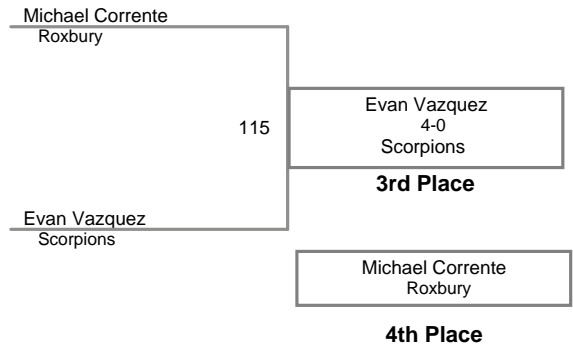 Michael Corrente
Roxbury
115
Evan Vazquez
4-0
Scorpions
3rd Place
Evan Vazquez
Scorpions
Michael Corrente
Roxbury
4th Place